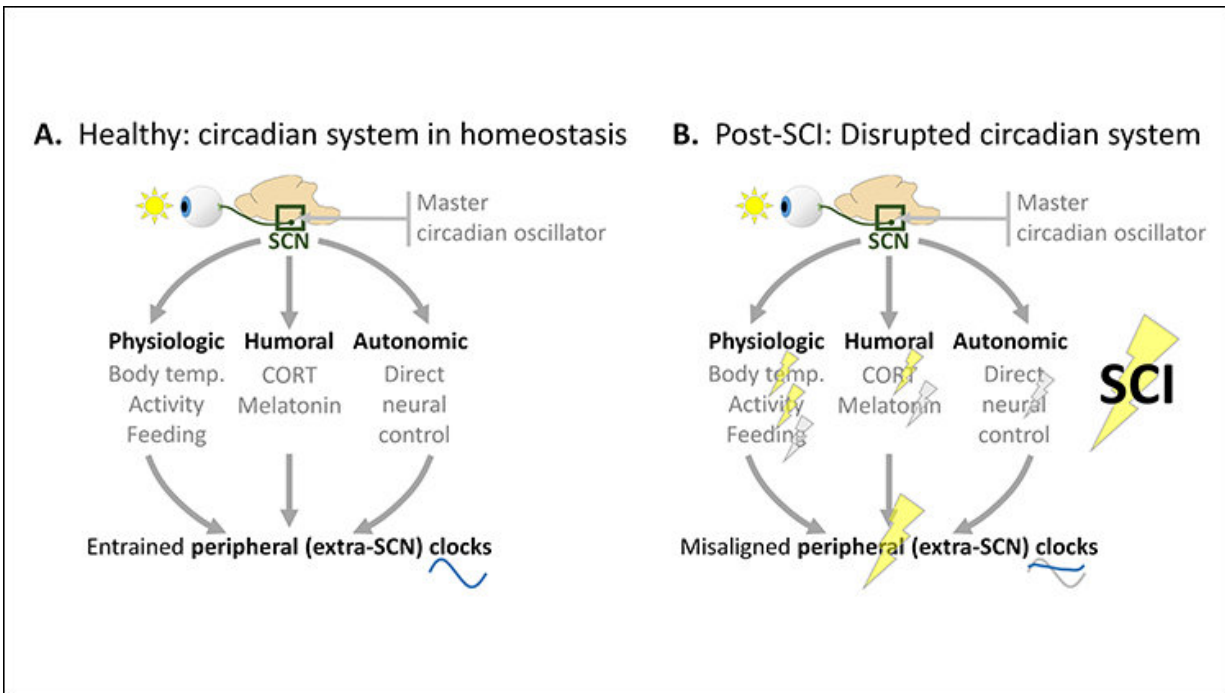 A. Healthy: circadian system in homeostasis
Master
circadian oscillator
SCN
Physiologic Humoral Autonomic
Body temp. CORT Direct
Activity Melatonin neural
Feeding control
Entrained peripheral (extra-SCN) clocks
B. Post-SCI: Disrupted circadian system
Master
circadian oscillator
SCN
Physiologic Humoral Autonomic
Body temp. CORT Direct
Activity Melatonin neural
Feeding control
SCI
Misaligned peripheral (extra-SCN) clocks